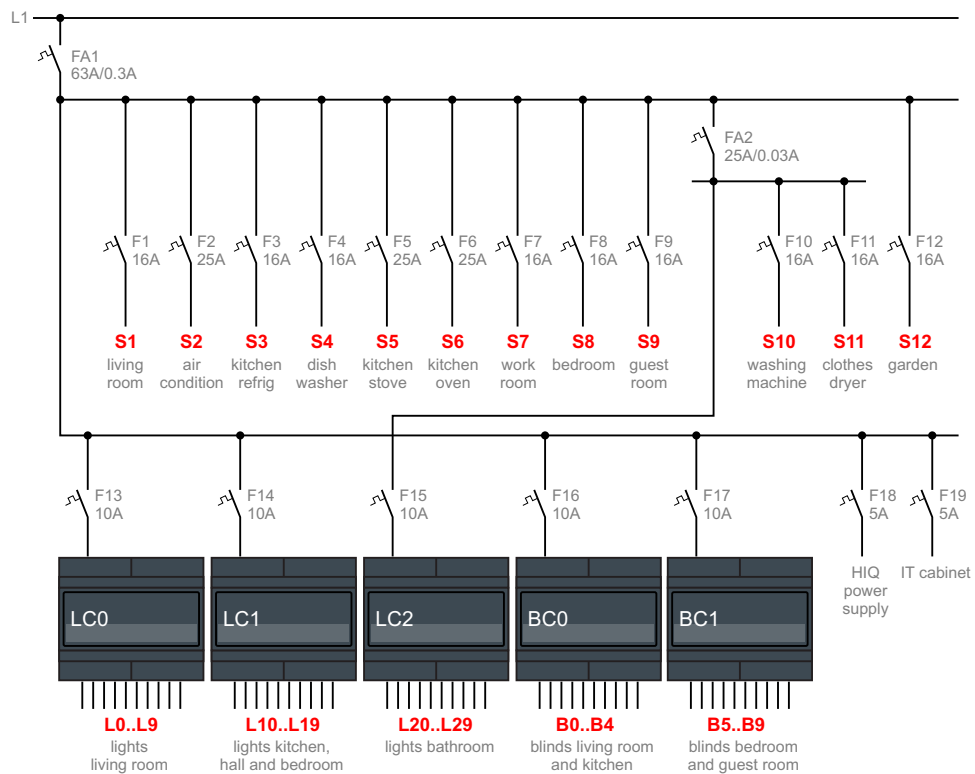 L1
FA1
63A/0.3A
FA2
25A/0.03A
F1 F2 F3 F4 F5 F6 F7 F8 F9 F10 F11 F12
16A 25A 16A 16A 25A 25A 16A 16A 16A 16A 16A 16A
S1 S2 S3 S4 S5 S6 S7 S8 S9 S10 S11 S12
living air kitchen dish kitchen kitchen work bedroom guest washing clothes garden
room condition refrig washer stove oven room room machine dryer
F13 F14 F15 F16 F17 F18 F19
10A 10A 10A 10A 10A 5A 5A
HIQ IT cabinet
power
supply
LC0 LC1 LC2 BC0 BC1
L0..L9 L10..L19 L20..L29 B0..B4 B5..B9
lights lights kitchen, lights bathroom blinds living room blinds bedroom
living room hall and bedroom and kitchen and guest room